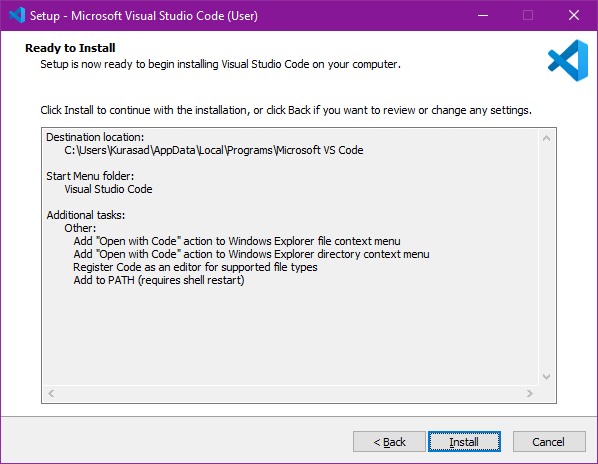 Setup - Microsoft Visual Studio Code (User)
Ready to Install
Setup is now ready to begin installing Visual Studio Code on your computer.
Click Install to continue with the installation, or click Back if you want to review or change any settings.
Destination location:
C:\Users\Kurasad\AppData\Local\Programs\Microsoft VS Code
Start Menu folder:
Visual Studio Code
Additional tasks:
Other:
Add "Open with Code" action to Windows Explorer file context menu
Add "Open with Code" action to Windows Explorer directory context menu
Register Code as an editor for supported file types
Add to PATH (requires shell restart)
< Back
Install
Cancel